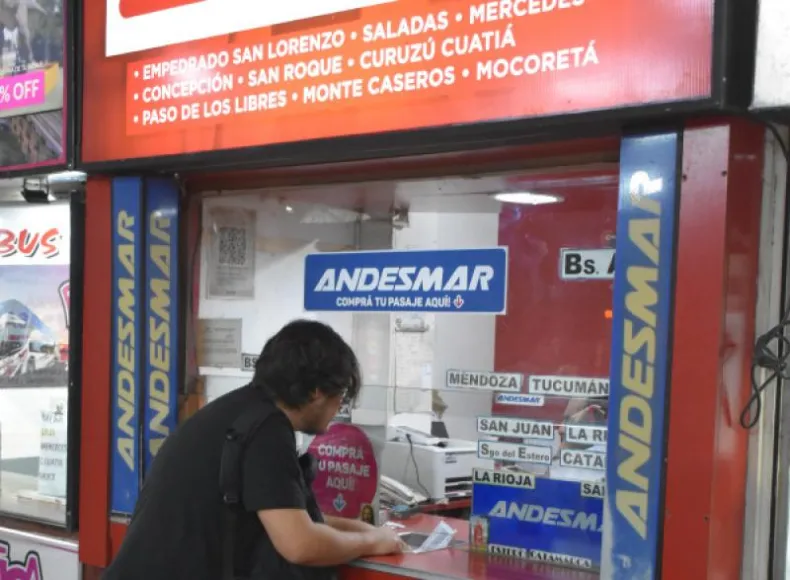 • EMPEDRADO SAN LORENZO • SALADAS • MERCEDES
• CONCEPCIÓN • SAN ROQUE • CURUZÚ CUATIÁ
• PASO DE LOS LIBRES • MONTE CASEROS • MOCORETÁ
% OFF
BUS
ANDESMAR
ANDESMAR
ANDESMAR
COMPRÁ TU PASAJE AQUÍ!
Bs.
ANDESMAR
MENDOZA
TUCUMÁN
ANDESMAR
SAN JUAN
LA RI
Sgo del Estero
CATA
LA RIOJA
SAL
COMPRÁ
TU PASAJE
AQUÍ!
ANDESMAR